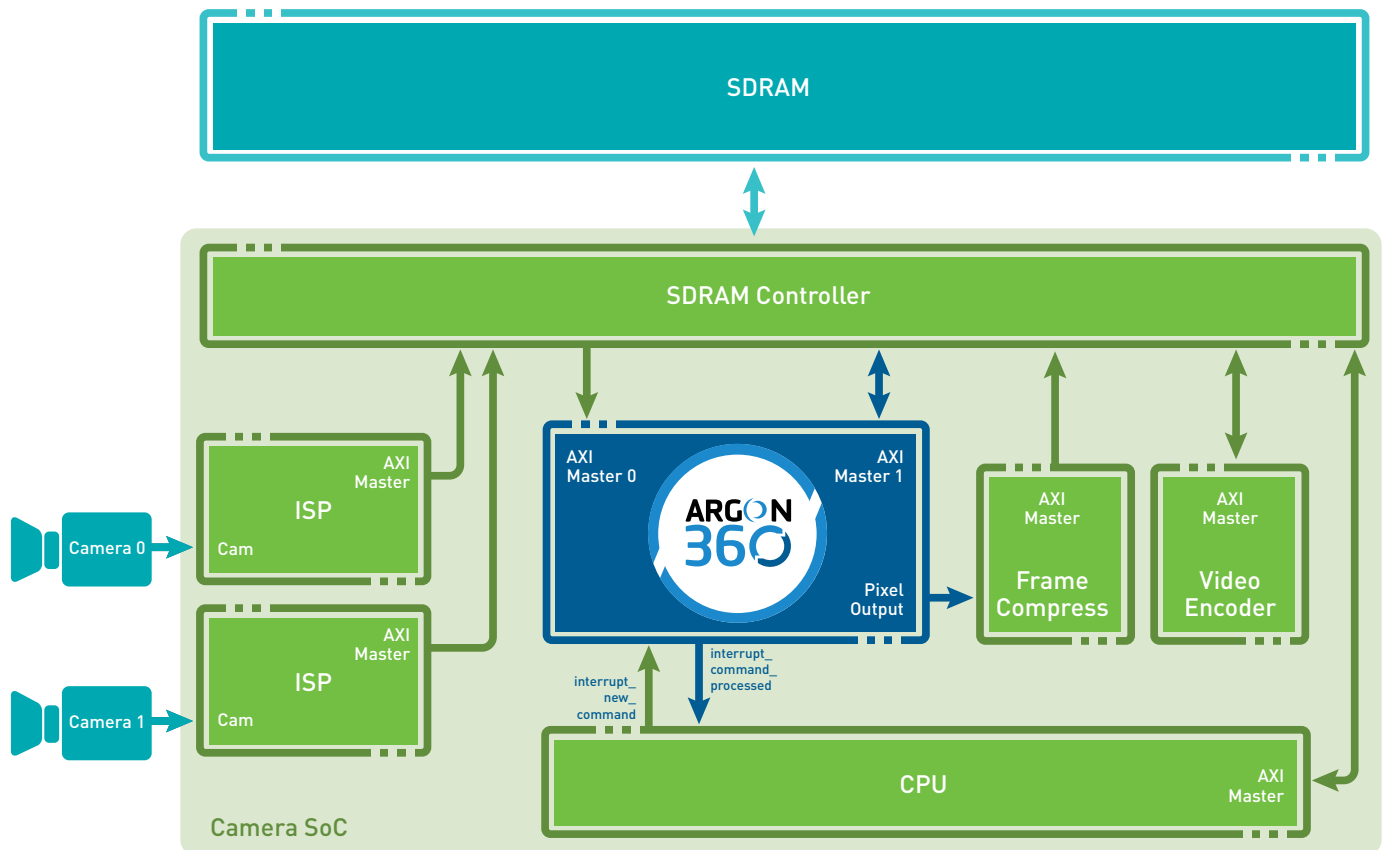 SDRAM
SDRAM Controller
AXI
Master
ISP
Cam
Camera 0
AXI
Master
ISP
Cam
Camera 1
AXI
Master 0
AXI
Master 1
ARGON
360
Pixel
Output
AXI
Master
Frame
Compress
AXI
Master
Video
Encoder
interrupt_
new_
command
interrupt_
command_
processed
CPU
AXI
Master
Camera SoC